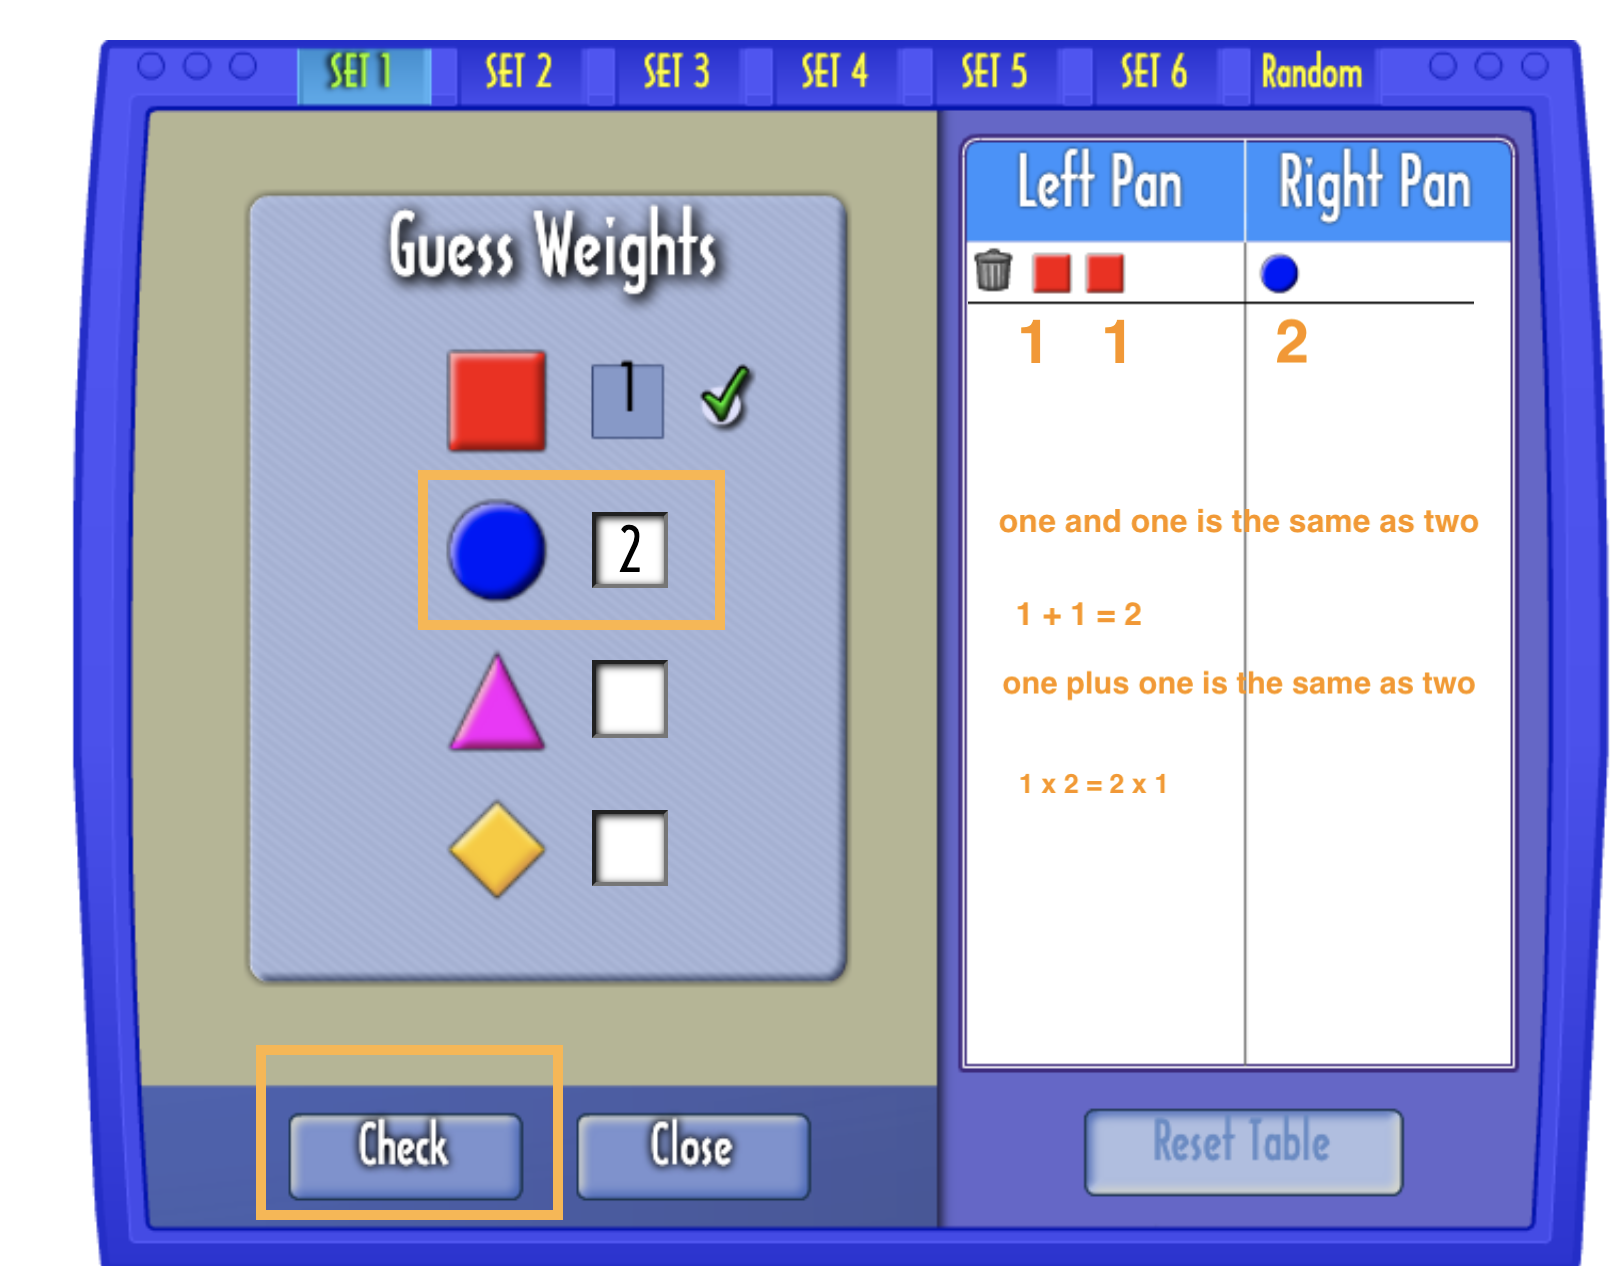 SET 1 SET 2 SET 3 SET 4 SET 5 SET 6 Random
Guess Weights
1
2
Check Close
Left Pan Right Pan
1 1 2
one and one is the same as two
1 + 1 = 2
one plus one is the same as two
1 x 2 = 2 x 1
Reset Table